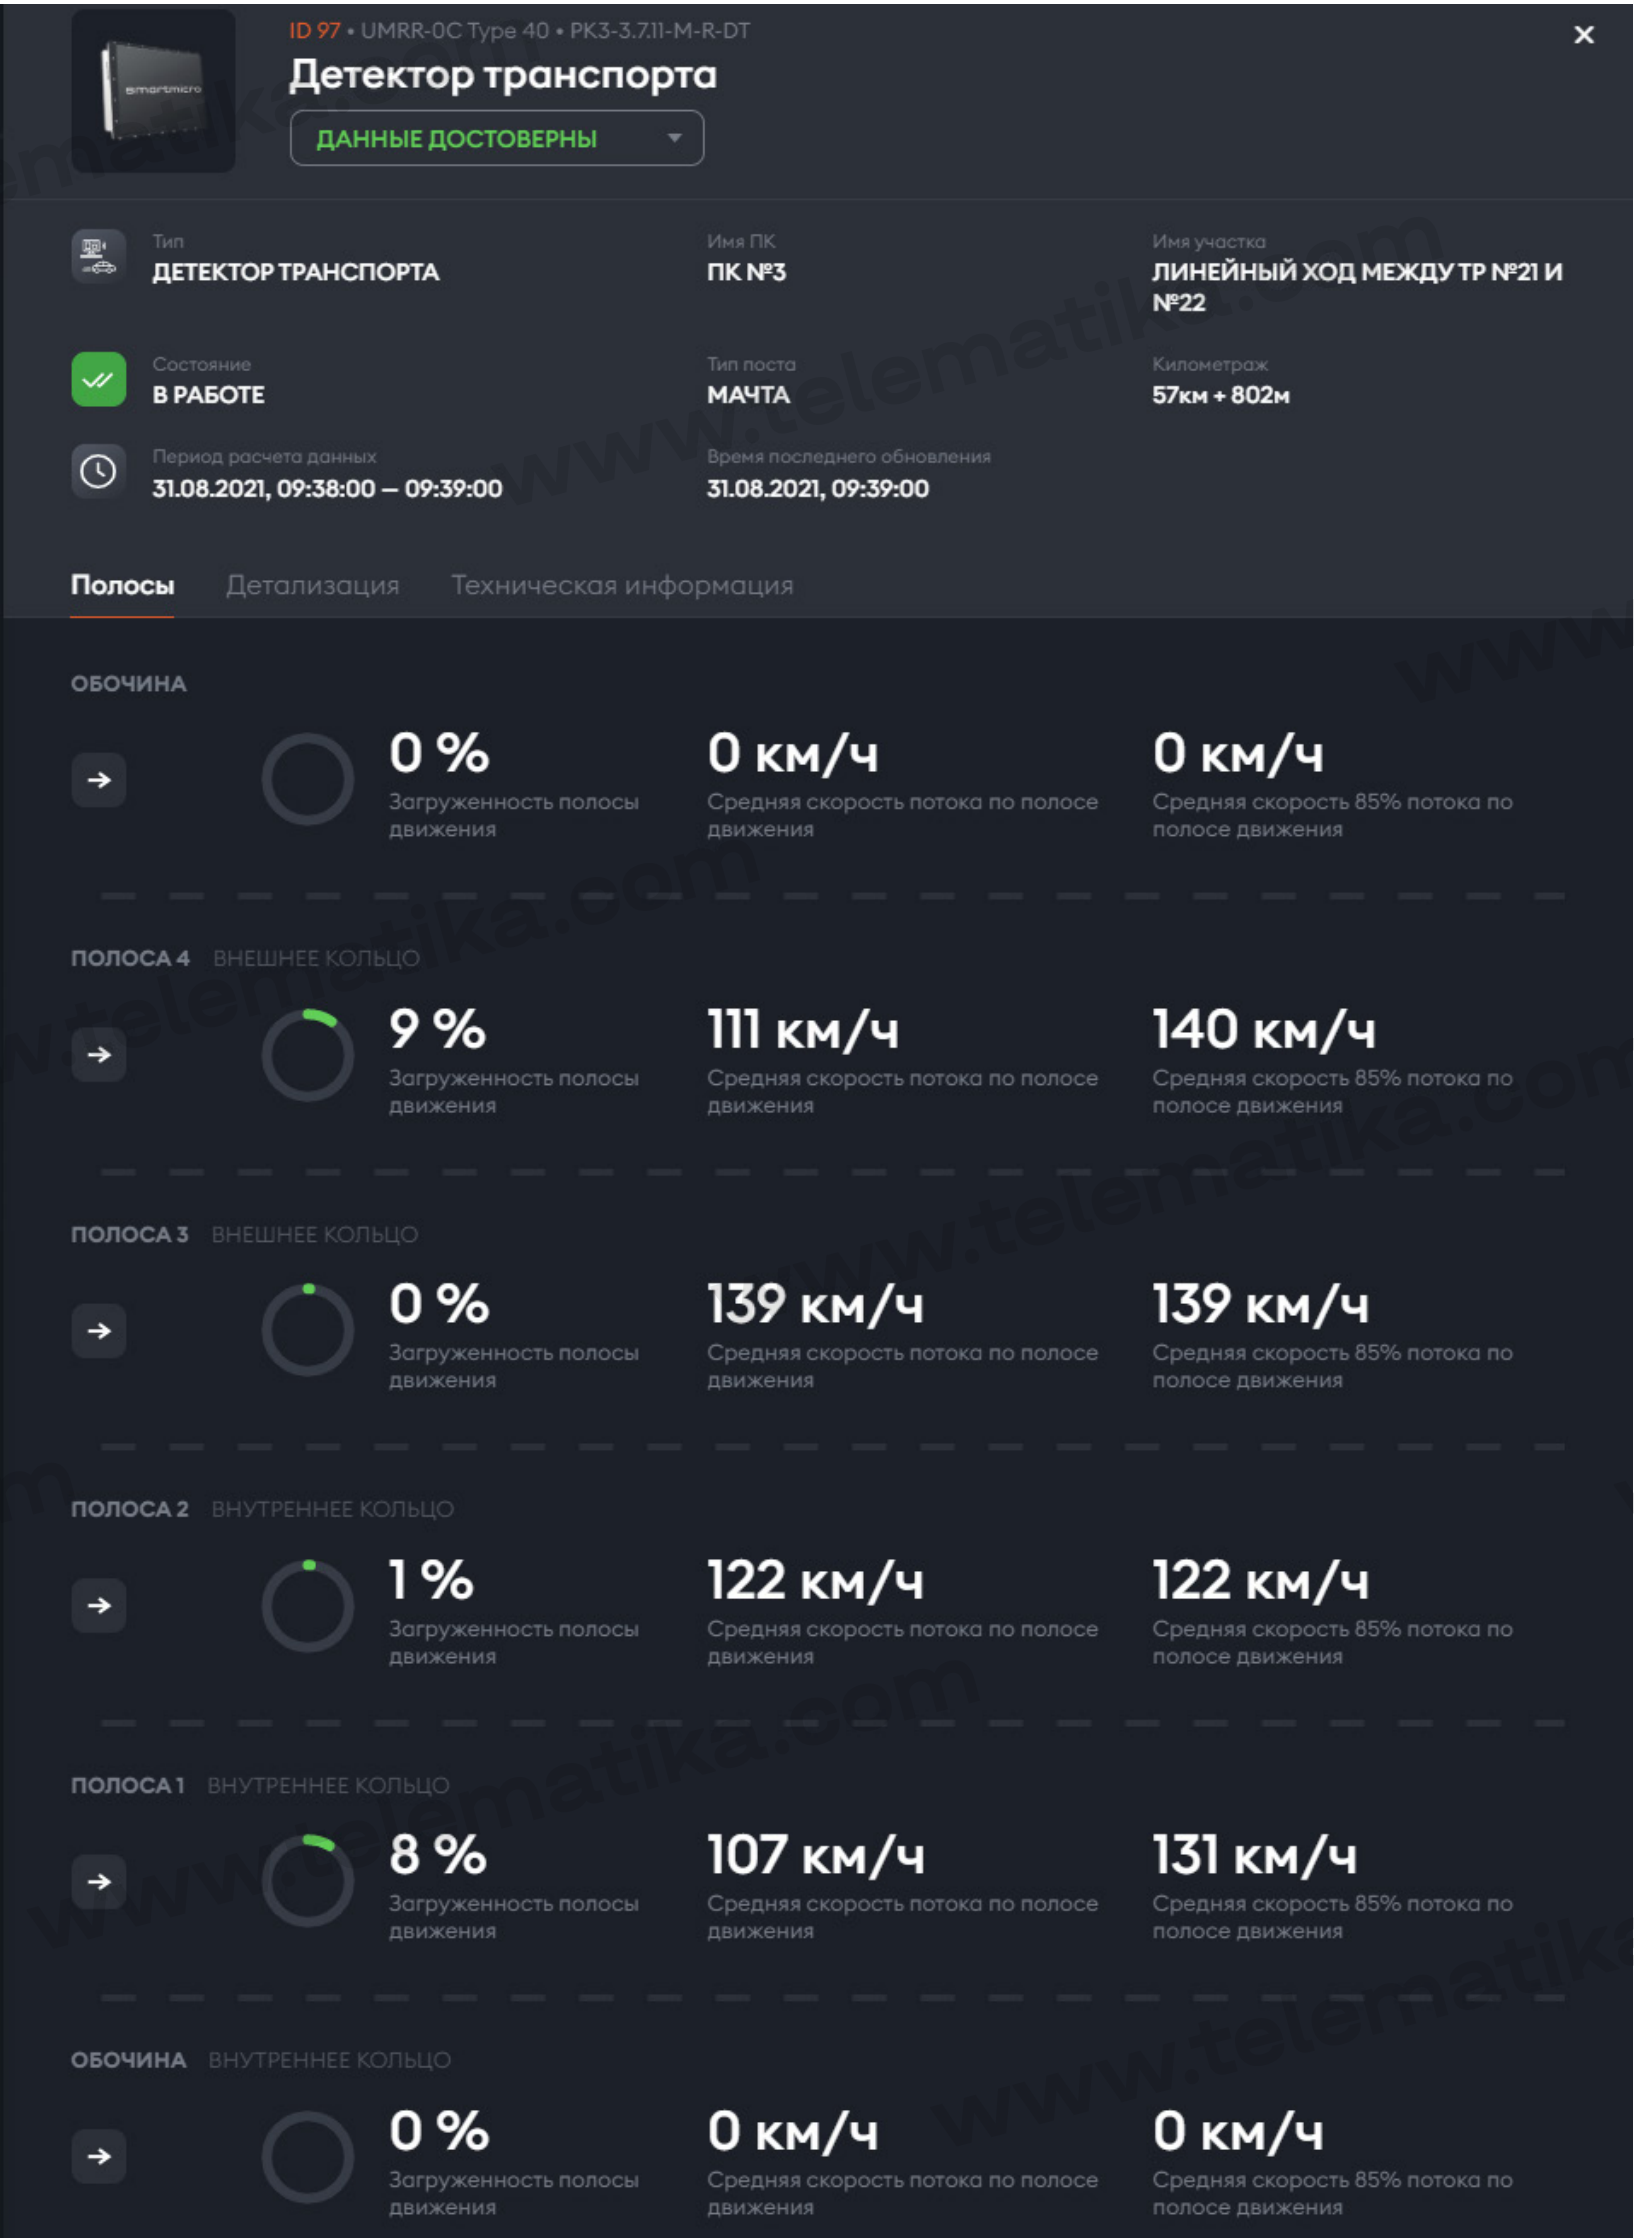 ID 97 • UMRR-0C Type 40 • PK3-3.7.11-M-R-DT
Детектор транспорта
smartmicro
ДАННЫЕ ДОСТОВЕРНЫ
Тип
ДЕТЕКТОР ТРАНСПОРТА
Имя ПК
ПК №3
Имя участка
ЛИНЕЙНЫЙ ХОД МЕЖДУ ТР №21 И
№22
Состояние
В РАБОТЕ
Тип поста
МАЧТА
Километраж
57км + 802м
Период расчета данных
31.08.2021, 09:38:00 — 09:39:00
Время последнего обновления
31.08.2021, 09:39:00
Полосы Детализация Техническая информация
ОБОЧИНА
0 %
Загруженность полосы
движения
0 км/ч
Средняя скорость потока по полосе
движения
0 км/ч
Средняя скорость 85% потока по
полосе движения
ПОЛОСА 4 ВНЕШНЕЕ КОЛЬЦО
9 %
Загруженность полосы
движения
111 км/ч
Средняя скорость потока по полосе
движения
140 км/ч
Средняя скорость 85% потока по
полосе движения
ПОЛОСА 3 ВНЕШНЕЕ КОЛЬЦО
0 %
Загруженность полосы
движения
139 км/ч
Средняя скорость потока по полосе
движения
139 км/ч
Средняя скорость 85% потока по
полосе движения
ПОЛОСА 2 ВНУТРЕННЕЕ КОЛЬЦО
1 %
Загруженность полосы
движения
122 км/ч
Средняя скорость потока по полосе
движения
122 км/ч
Средняя скорость 85% потока по
полосе движения
ПОЛОСА 1 ВНУТРЕННЕЕ КОЛЬЦО
8 %
Загруженность полосы
движения
107 км/ч
Средняя скорость потока по полосе
движения
131 км/ч
Средняя скорость 85% потока по
полосе движения
ОБОЧИНА ВНУТРЕННЕЕ КОЛЬЦО
0 %
Загруженность полосы
движения
0 км/ч
Средняя скорость потока по полосе
движения
0 км/ч
Средняя скорость 85% потока по
полосе движения
www.telematika.com